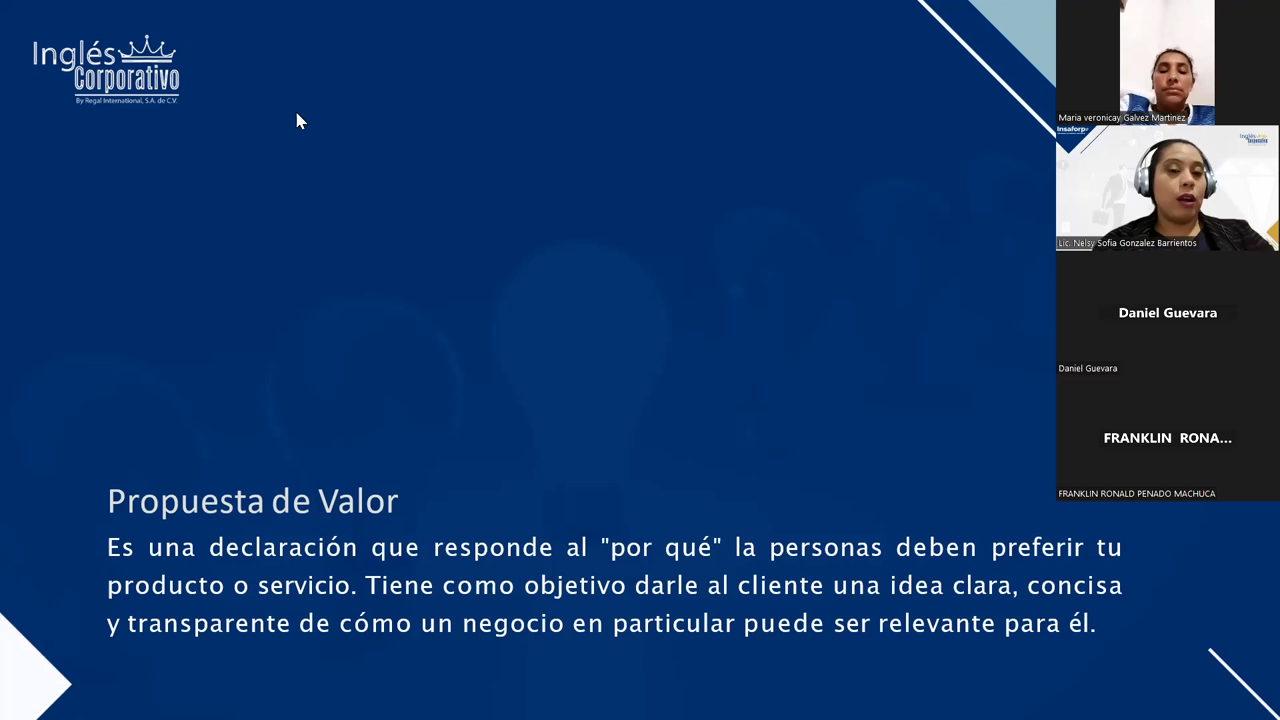 Inglés
Corporativo
By Regal International, S.A. de C.V.
Maria veronicay Galvez Martinez
Insaforp
Inglés
Corporativo
Lic. Nelsy Sofia Gonzalez Barrientos
Daniel Guevara
Daniel Guevara
FRANKLIN RONA...
FRANKLIN RONALD PENADO MACHUCA
Propuesta de Valor
Es una declaración que responde al "por qué" la personas deben preferir tu
producto o servicio. Tiene como objetivo darle al cliente una idea clara, concisa
y transparente de cómo un negocio en particular puede ser relevante para él.